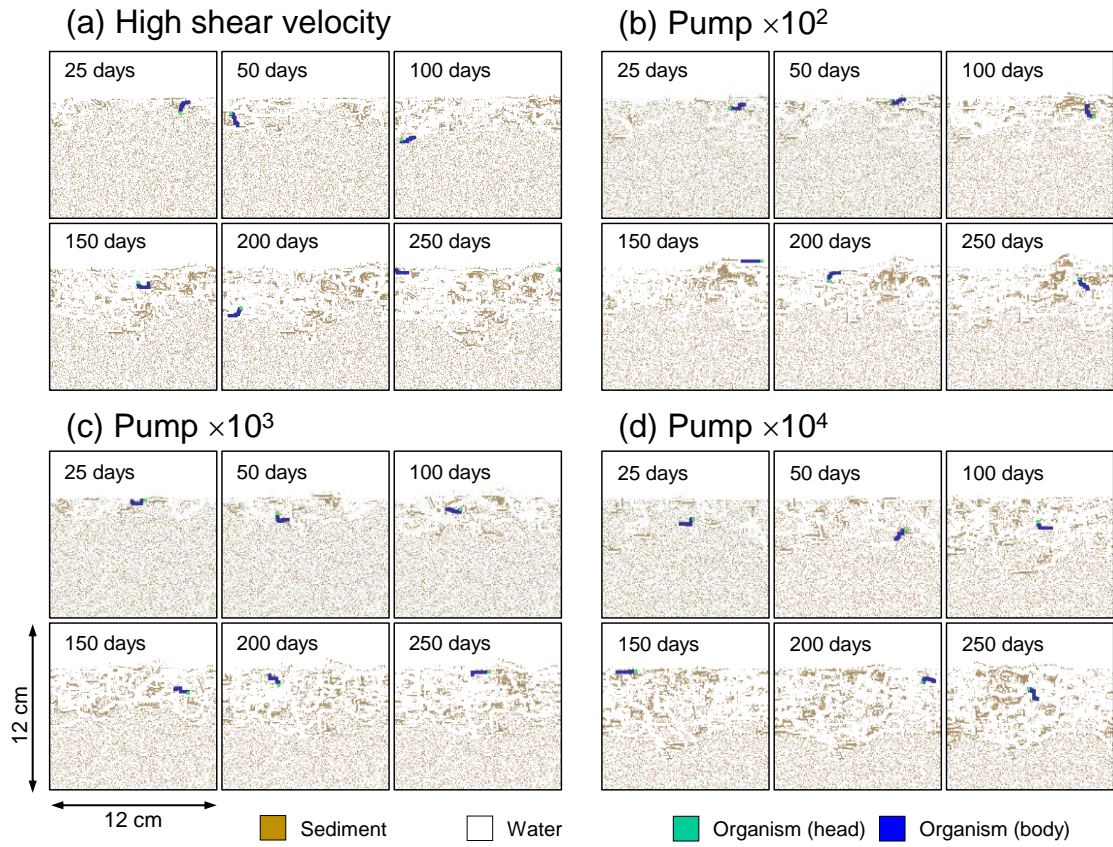 (a) High shear velocity
25 days
50 days
100 days
150 days
200 days
250 days
(b) Pump ×10²
25 days
50 days
100 days
150 days
200 days
250 days
(c) Pump ×10³
25 days
50 days
100 days
150 days
200 days
250 days
(d) Pump ×10⁴
25 days
50 days
100 days
150 days
200 days
250 days
12 cm
12 cm
Sediment
Water
Organism (head)
Organism (body)